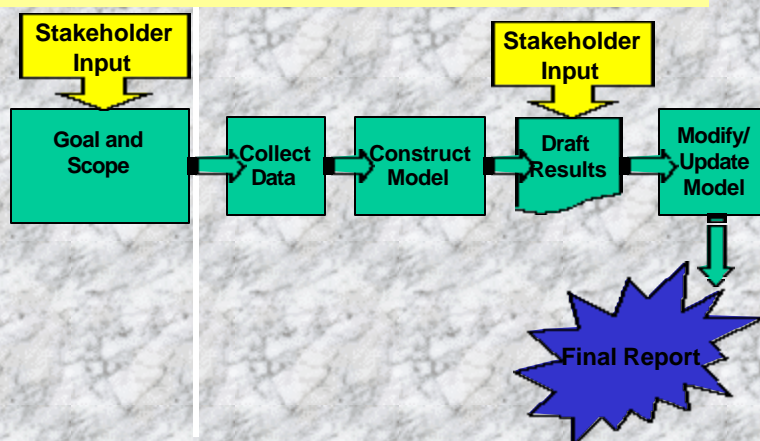 Stakeholder
Input
Stakeholder
Input
Goal and
Scope
Collect
Data
Construct
Model
Draft
Results
Modify/
Update
Model
Final Report